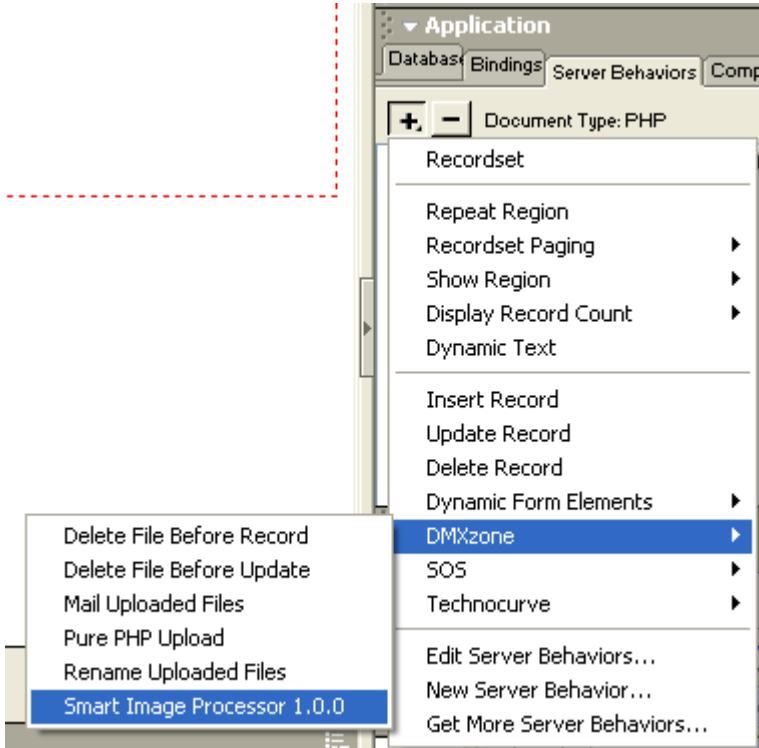 Application
Bindings
Server Behaviors
Document Type: PHP
Recordset
Repeat Region
Recordset Paging
Show Region
Display Record Count
Dynamic Text
Insert Record
Update Record
Delete Record
Dynamic Form Elements
DMXzone
SOS
Technocurve
Edit Server Behaviors...
New Server Behavior...
Get More Server Behaviors...
Delete File Before Record
Delete File Before Update
Mail Uploaded Files
Pure PHP Upload
Rename Uploaded Files
Smart Image Processor 1.0.0